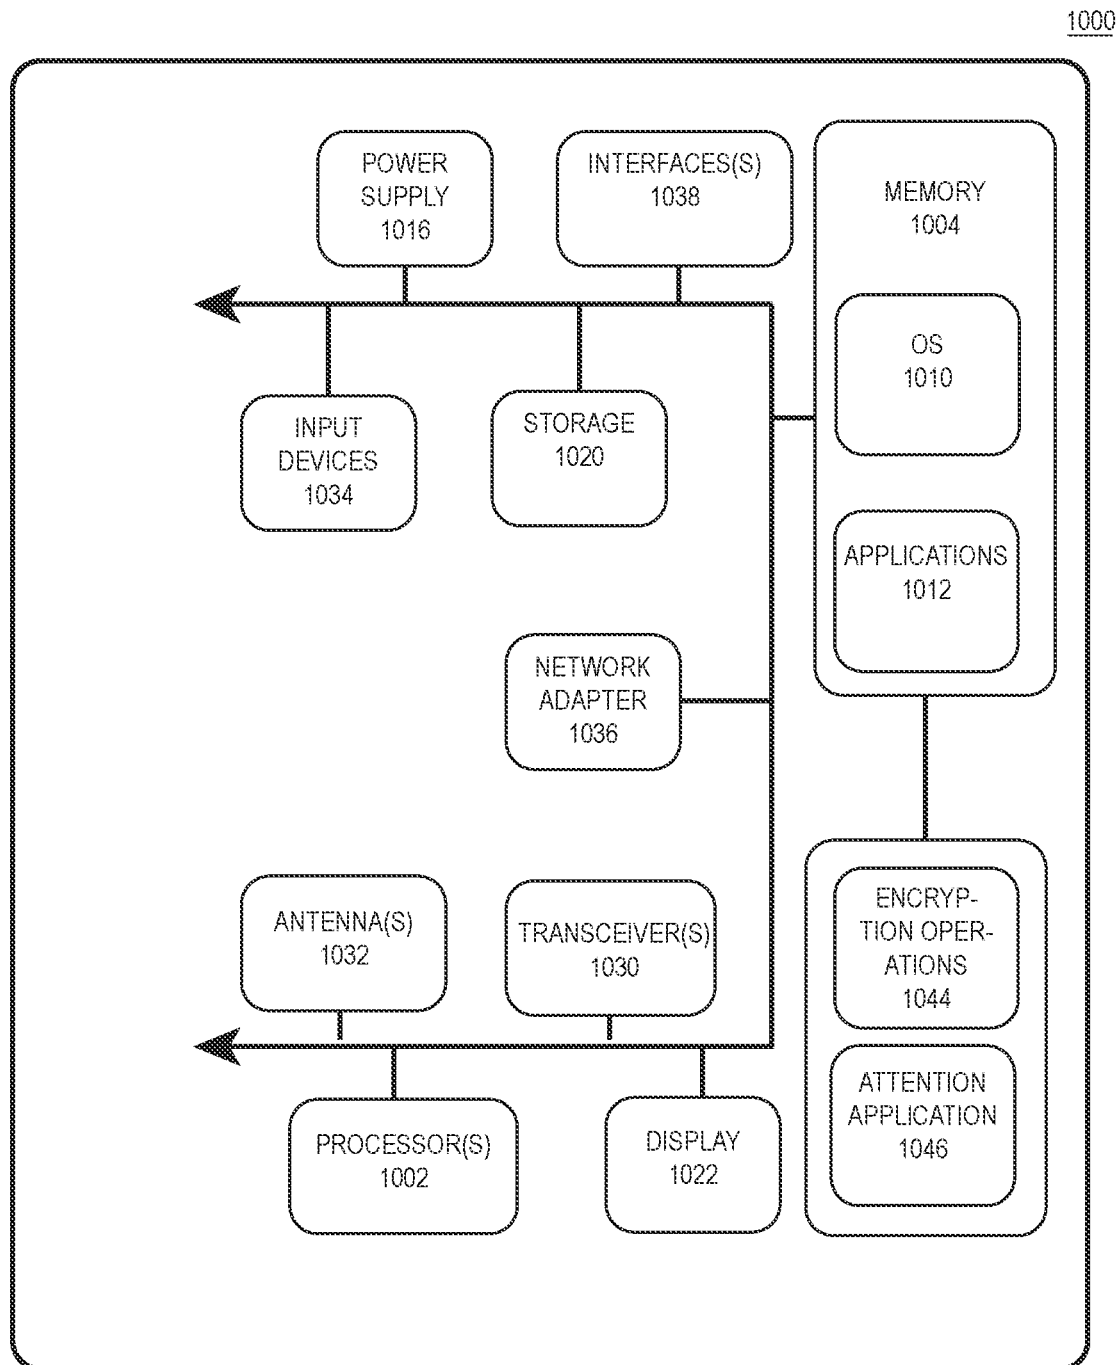 1000
POWER
SUPPLY
1016
INTERFACES(S)
1038
MEMORY
1004
OS
1010
APPLICATIONS
1012
INPUT
DEVICES
1034
STORAGE
1020
NETWORK
ADAPTER
1036
ANTENNA(S)
1032
TRANSCEIVER(S)
1030
PROCESSOR(S)
1002
DISPLAY
1022
ENCRYP-
TION OPER-
ATIONS
1044
ATTENTION
APPLICATION
1046